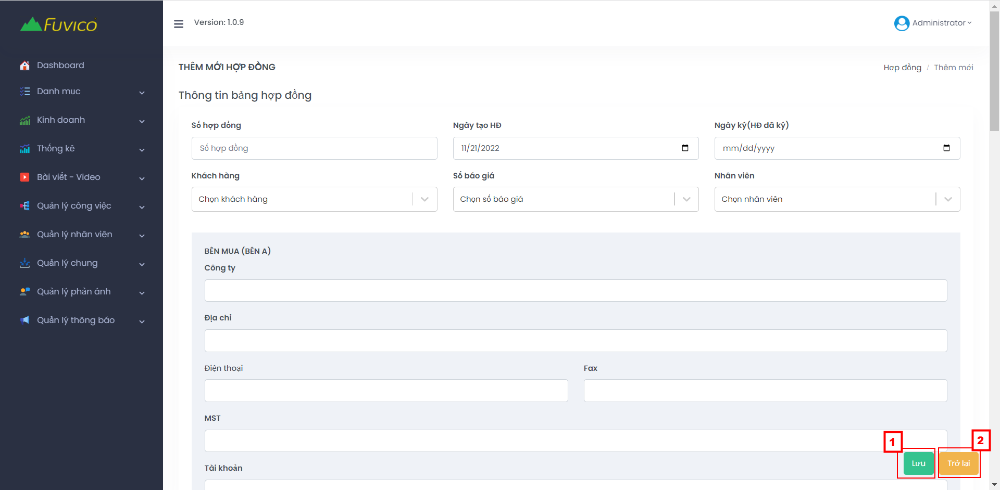 FUVICO
Version: 1.0.9
Administrator
Dashboard
Danh mục
Kinh doanh
Thống kê
Bài viết - Video
Quản lý công việc
Quản lý nhân viên
Quản lý chung
Quản lý phản ánh
Quản lý thông báo
THÊM MỚI HỢP ĐỒNG
Hợp đồng / Thêm mới
Thông tin bảng hợp đồng
Số hợp đồng
Số hợp đồng
Ngày tạo HĐ
11/21/2022
Ngày ký(HĐ đã ký)
mm/dd/yyyy
Khách hàng
Chọn khách hàng
Số báo giá
Chọn số báo giá
Nhân viên
Chọn nhân viên
BÊN MUA (BÊN A)
Công ty
Địa chỉ
Điện thoại
Fax
MST
Tài khoản
1
Lưu
2
Trở lại